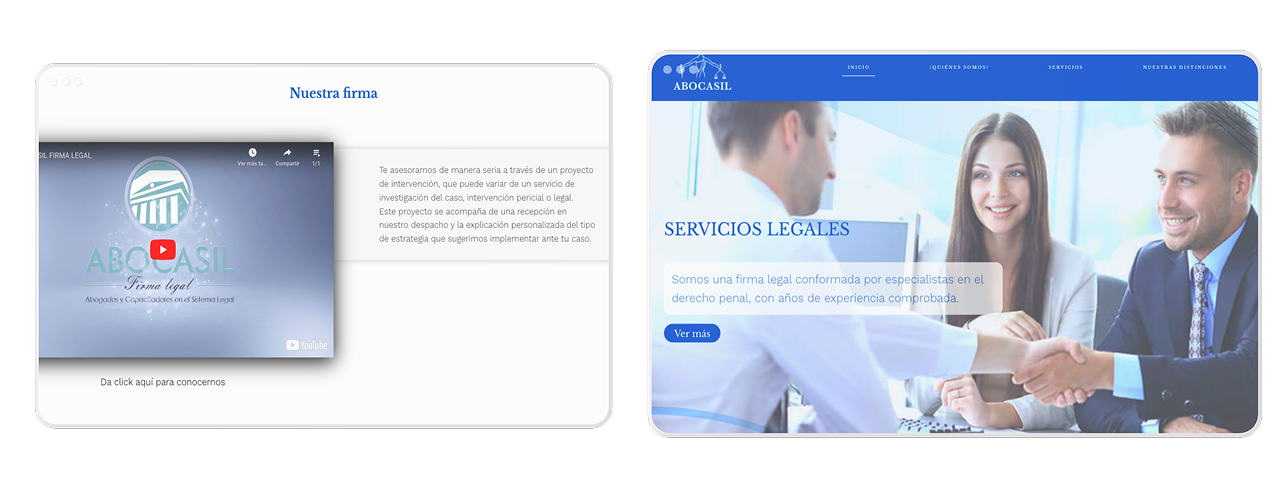 Nuestra firma
SIL FIRMA LEGAL
Ver más ta...
Compartir
1/1
ABOCASIL
Firma legal
Abogados y Capacitadores en el Sistema Legal
YouTube
Da click aquí para conocernos
Te asesoramos de manera seria a través de un proyecto
de intervención, que puede variar de un servicio de
investigación del caso, intervención pericial o legal.
Este proyecto se acompaña de una recepción en
nuestro despacho y la explicación personalizada del tipo
de estrategia que sugerimos implementar ante tu caso.
ABOCASIL
INICIO
¿QUIÉNES SOMOS?
SERVICIOS
NUESTRAS DISTINCIONES
SERVICIOS LEGALES
Somos una firma legal conformada por especialistas en el
derecho penal, con años de experiencia comprobada.
Ver más